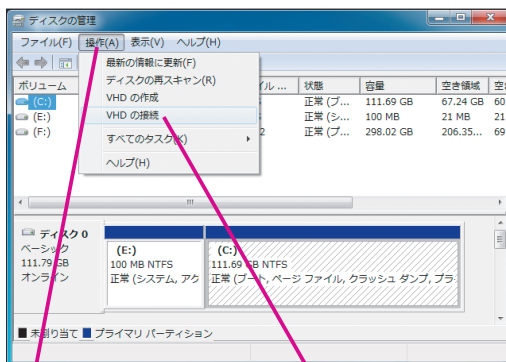 ディスクの管理
ファイル(F) 操作(A) 表示(V) ヘルプ(H)
最新の情報に更新(F)
ディスクの再スキャン(R)
VHD の作成
VHD の接続
すべてのタスク(K)
ヘルプ(H)
ボリューム イル ... 状態 容量 空き領域 空
(C:) 正常 (ブ... 111.69 GB 67.24 GB 60
(E:) 正常 (シ... 100 MB 21 MB 21
(F:) 2 正常 (プ... 298.02 GB 206.35... 69
ディスク 0
ベーシック
111.79 GB
オンライン
(E:)
100 MB NTFS
正常 (システム, アク
(C:)
111.69 GB NTFS
正常 (ブート, ページ ファイル, クラッシュ ダンプ, プラ
未割り当て プライマリ パーティション